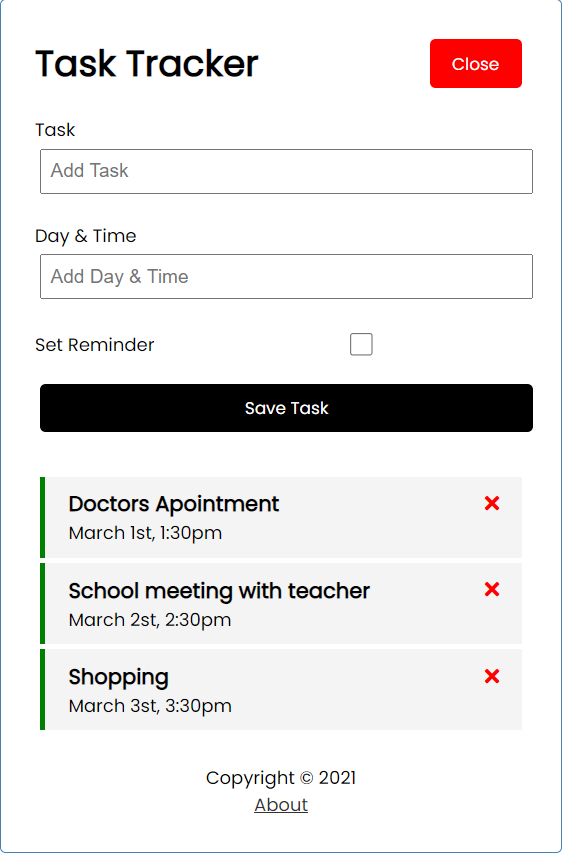 Task Tracker
Close
Task
Add Task
Day & Time
Add Day & Time
Set Reminder
Save Task
Doctors Apointment
March 1st, 1:30pm
School meeting with teacher
March 2st, 2:30pm
Shopping
March 3st, 3:30pm
Copyright © 2021
About